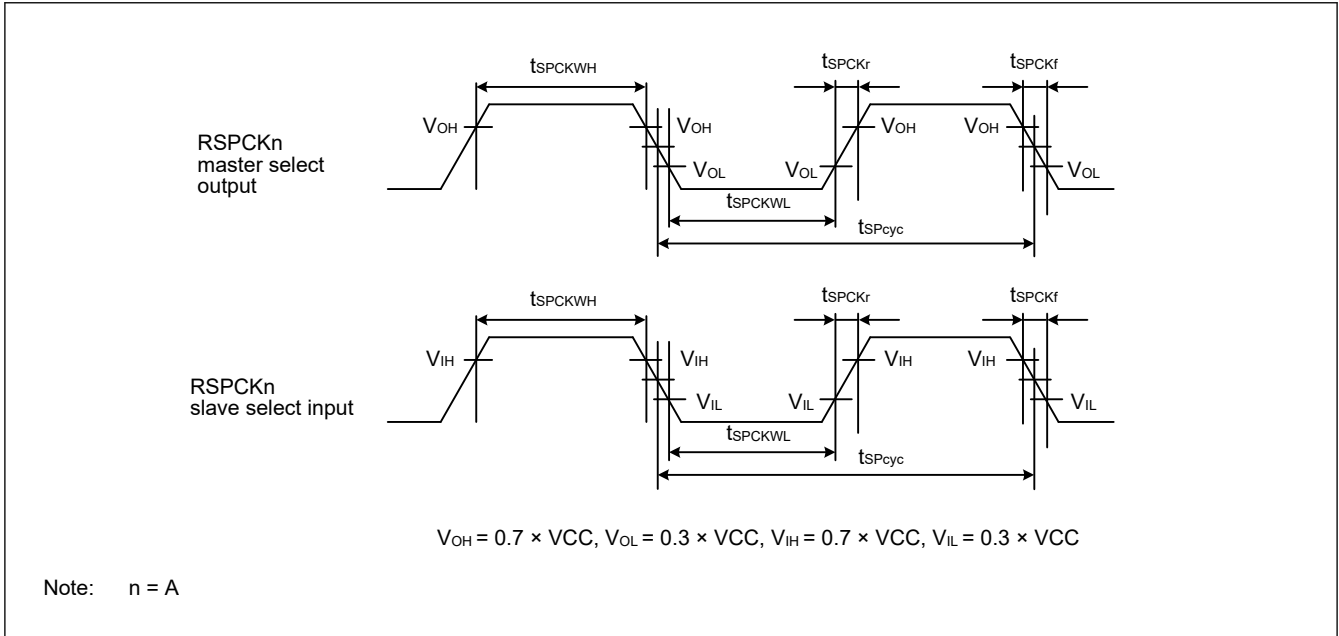 tSPCKWH
tSPCKr
tSPCKf
VOH
VOH
VOH
VOH
RSPCKn
master select
output
VOL
VOL
VOL
tSPCKWL
tSPcyc
tSPCKWH
tSPCKr
tSPCKf
VIH
VIH
VIH
VIH
RSPCKn
slave select input
VIL
VIL
VIL
tSPCKWL
tSPcyc
VOH = 0.7 × VCC, VOL = 0.3 × VCC, VIH = 0.7 × VCC, VIL = 0.3 × VCC
Note: n = A